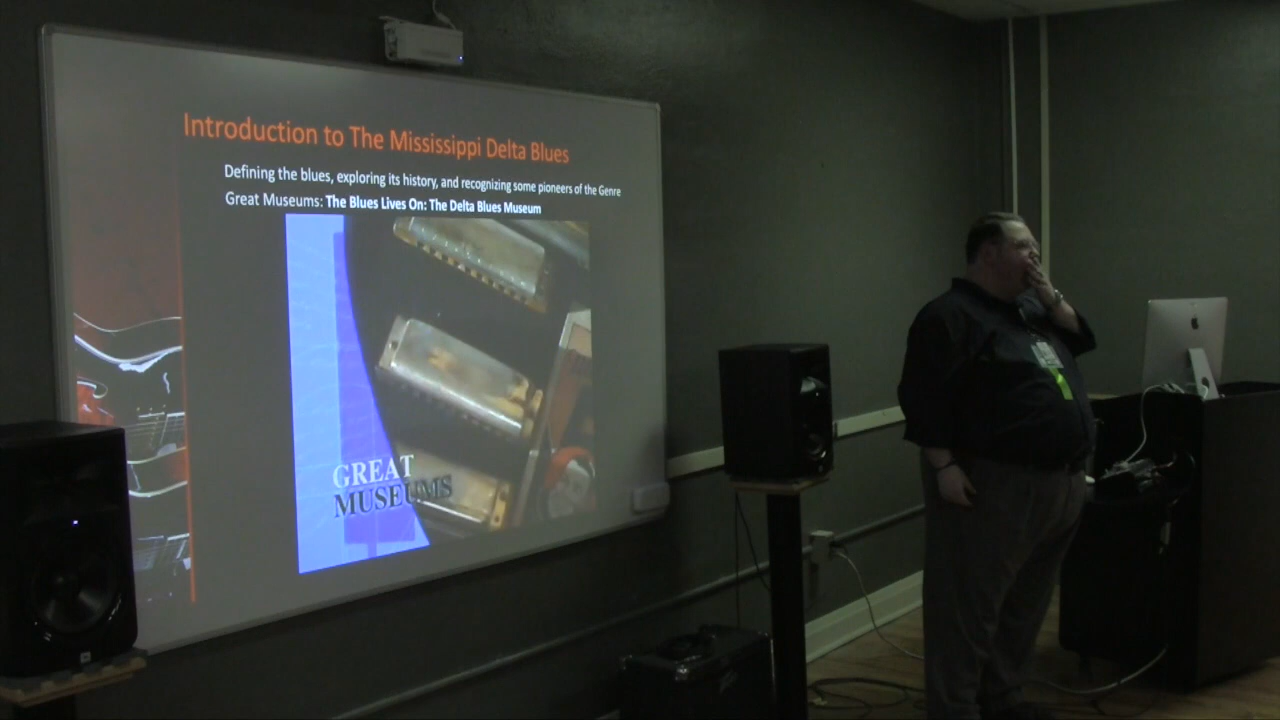 Introduction to The Mississippi Delta Blues
Defining the blues, exploring its history, and recognizing some pioneers of the Genre
Great Museums: The Blues Lives On: The Delta Blues Museum
GREAT
MUSEUMS